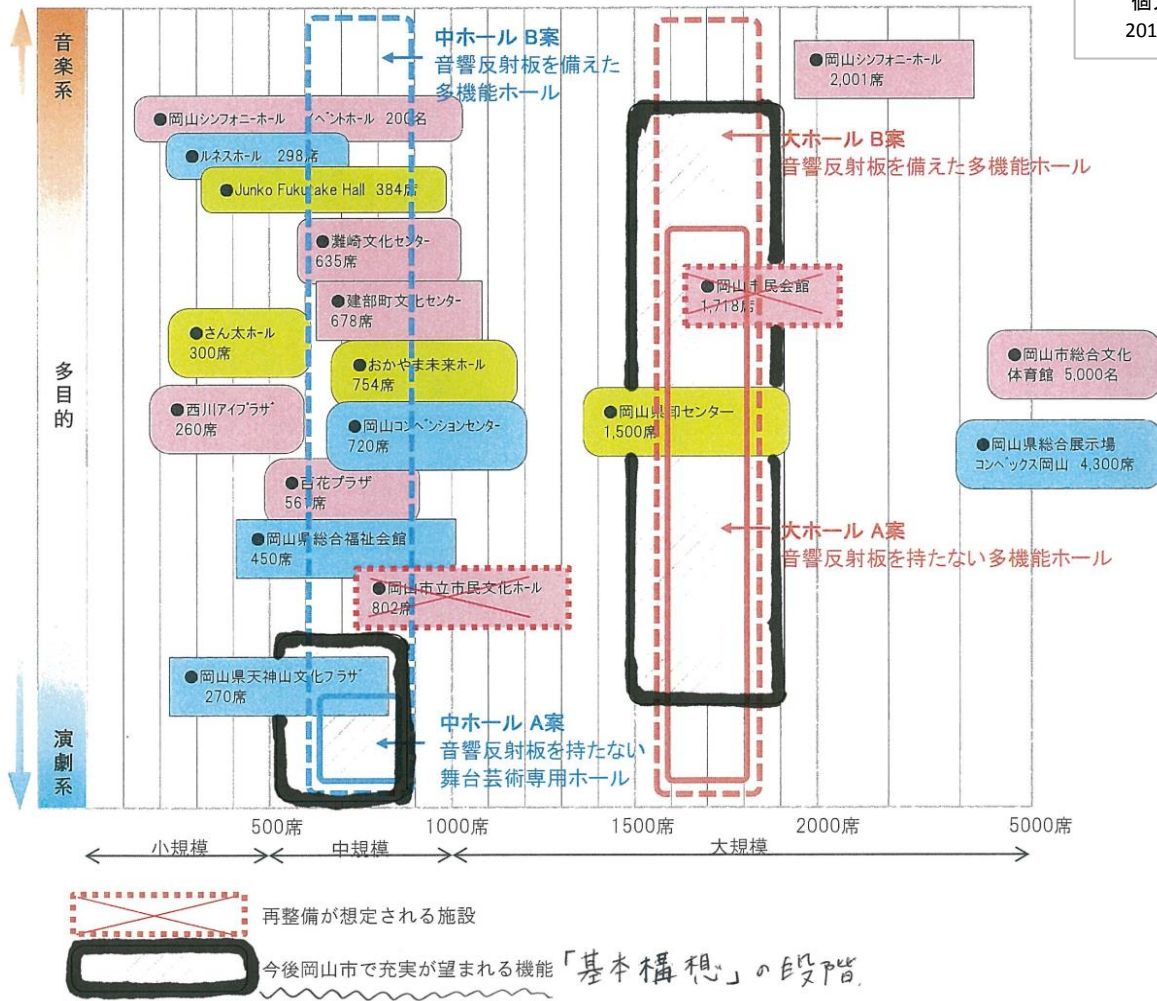 音楽系
多目的
演劇系
201
中ホール B案
音響反射板を備えた
多機能ホール
●岡山シンフォニーホール
2,001席
●岡山シンフォニーホール イベントホール 200名
●ルネスホール 298席
●Junko Fukutake Hall 384席
大ホール B案
音響反射板を備えた多機能ホール
●灘崎文化センター
635席
●建部町文化センター
678席
●岡山市民会館
1,718席
●さん太ホール
300席
●おかやま未来ホール
754席
●岡山市総合文化
体育館 5,000名
●西川アイプラザ
260席
●岡山コンベンションセンター
720席
●岡山県卸センター
1,500席
●岡山県総合展示場
コンベックス岡山 4,300席
●百花プラザ
561席
●岡山県総合福祉会館
450席
大ホール A案
音響反射板を持たない多機能ホール
●岡山市立市民文化ホール
802席
●岡山県天神山文化プラザ
270席
中ホール A案
音響反射板を持たない
舞台芸術専用ホール
500席 1000席 1500席 2000席 5000席
小規模 中規模 大規模
再整備が想定される施設
今後岡山市で充実が望まれる機能「基本構想」の段階